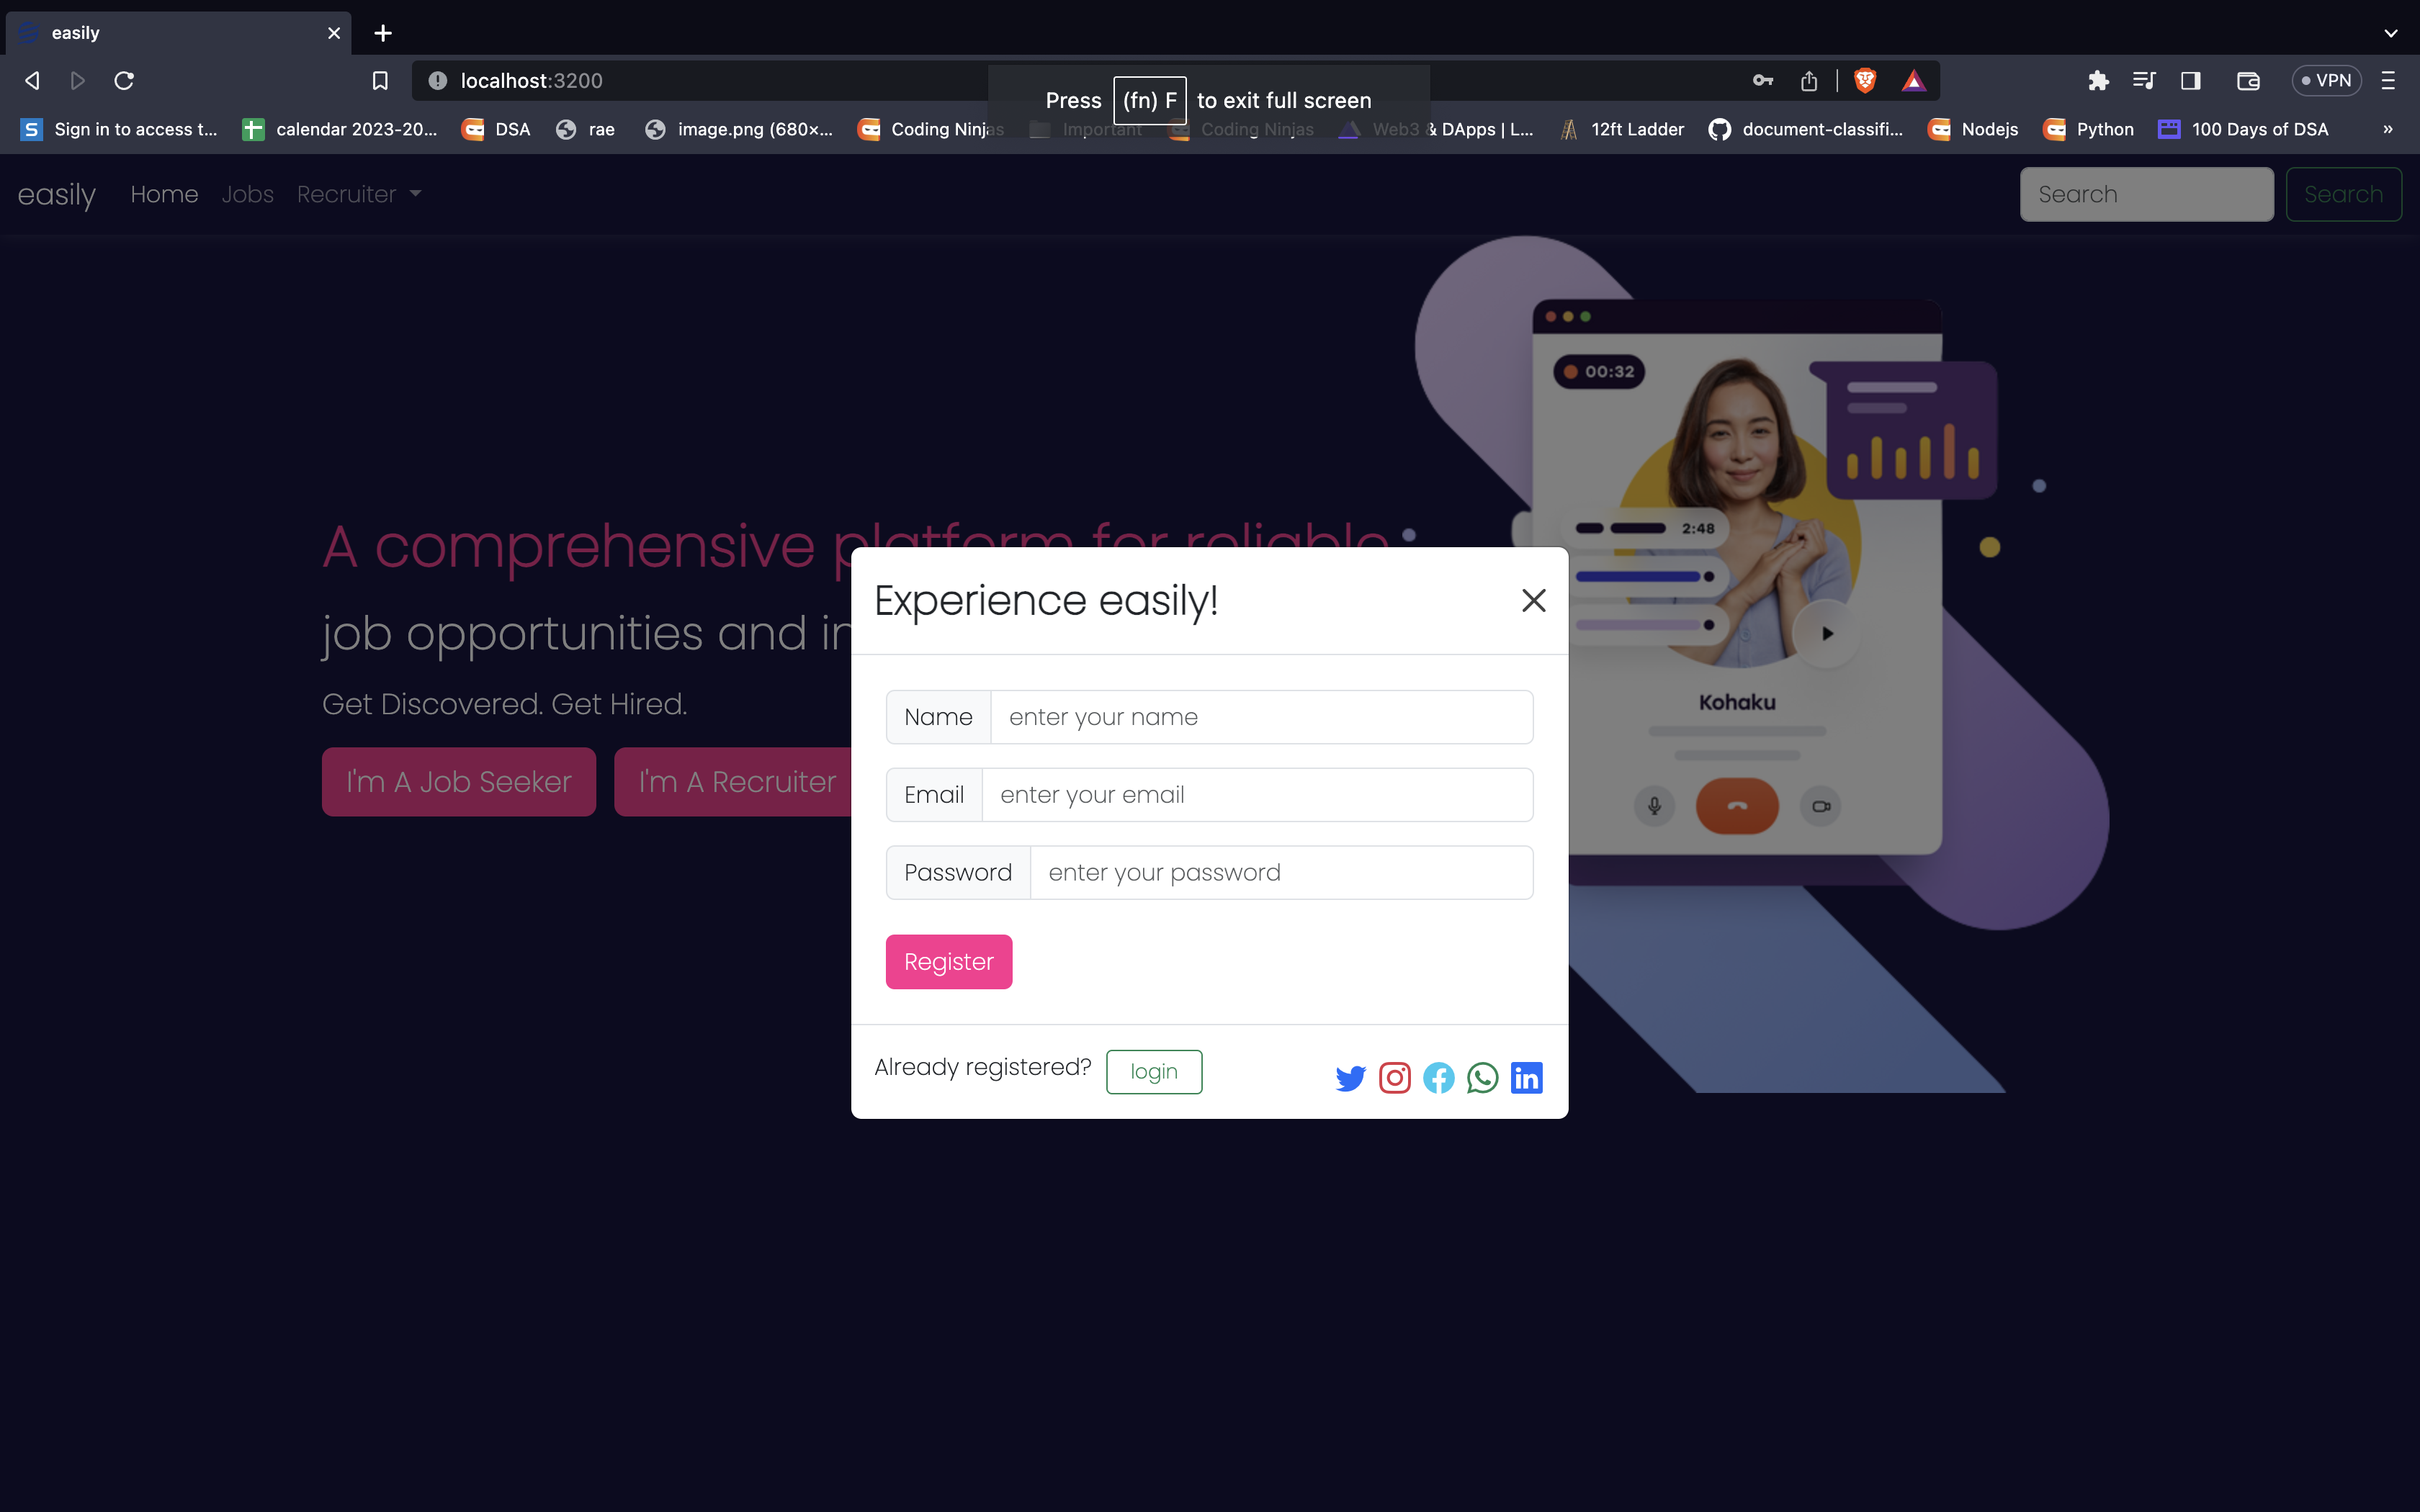 easily
localhost:3200
VPN
Press (fn) F to exit full screen
Sign in to access t...
calendar 2023-20...
DSA
rae
image.png (680×...
Coding Ninjas
Important
Coding Ninjas
Web3 & DApps | L...
12ft Ladder
document-classifi...
Nodejs
Python
100 Days of DSA
»
easily
Home
Jobs
Recruiter
Search
Search
00:32
2:48
A comprehensive platform for reliable
job opportunities and in
Get Discovered. Get Hired.
I'm A Job Seeker
I'm A Recruiter
Kohaku
Experience easily!
Name
enter your name
Email
enter your email
Password
enter your password
Register
Already registered?
login